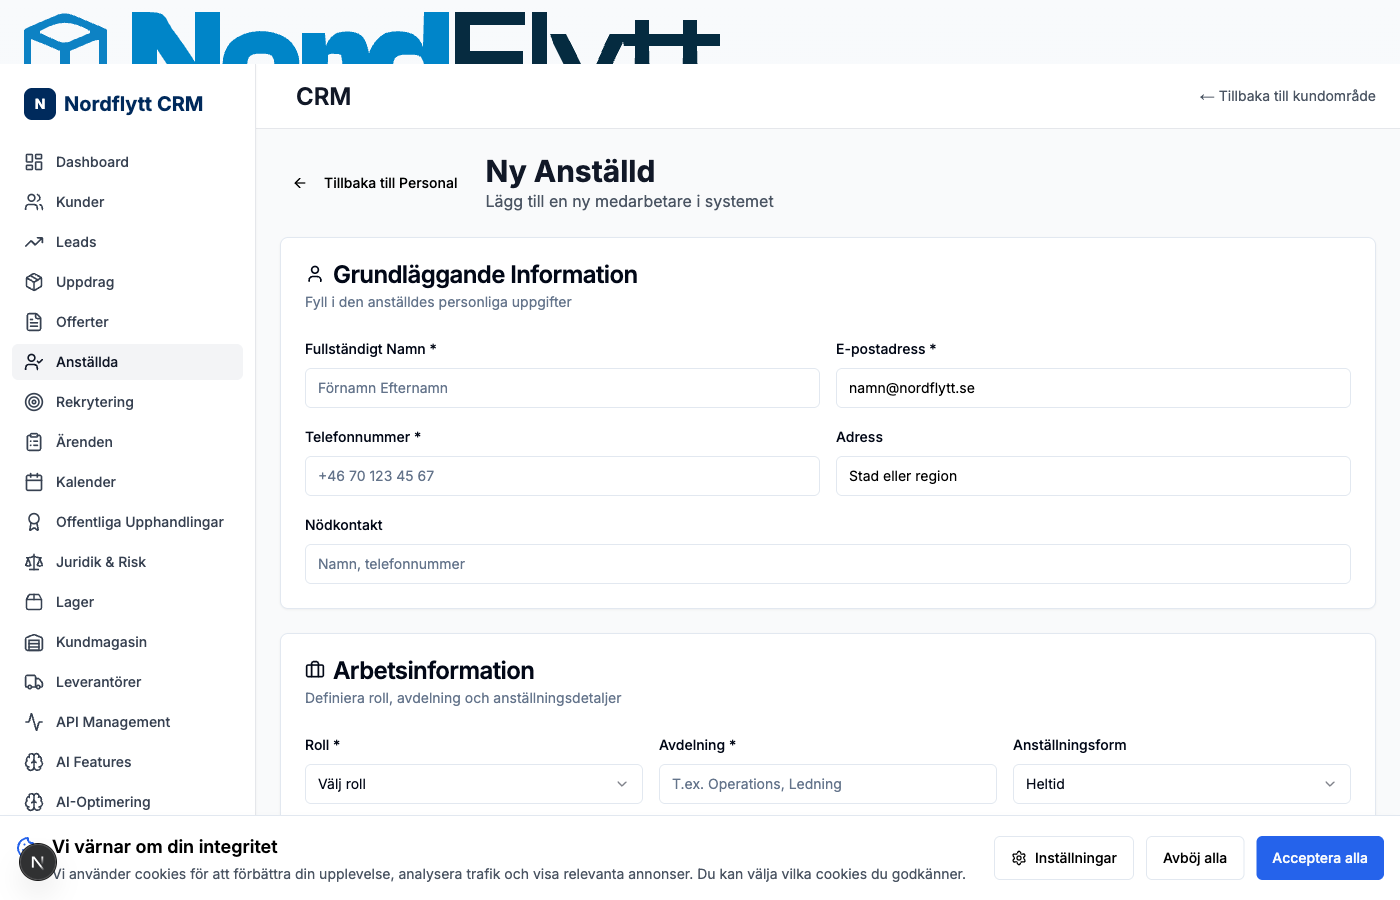 NordFlytt
N Nordflytt CRM
CRM
← Tillbaka till kundområde
Dashboard
Kunder
Leads
Uppdrag
Offerter
Anställda
Rekrytering
Ärenden
Kalender
Offentliga Upphandlingar
Juridik & Risk
Lager
Kundmagasin
Leverantörer
API Management
AI Features
AI-Optimering
Tillbaka till Personal
Ny Anställd
Lägg till en ny medarbetare i systemet
Grundläggande Information
Fyll i den anställdes personliga uppgifter
Fullständigt Namn *
Förnamn Efternamn
E-postadress *
namn@nordflytt.se
Telefonnummer *
+46 70 123 45 67
Adress
Stad eller region
Nödkontakt
Namn, telefonnummer
Arbetsinformation
Definiera roll, avdelning och anställningsdetaljer
Roll *
Välj roll
Avdelning *
T.ex. Operations, Ledning
Anställningsform
Heltid
Vi värnar om din integritet
N
Vi använder cookies för att förbättra din upplevelse, analysera trafik och visa relevanta annonser. Du kan välja vilka cookies du godkänner.
Inställningar
Avböj alla
Acceptera alla